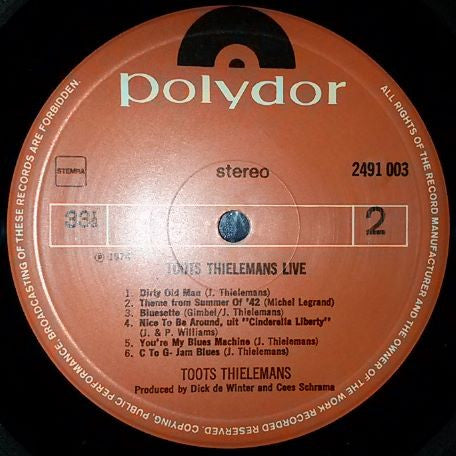 polydor
ALL RIGHTS OF THE RECORD MANUFACTURER AND THE OWNER OF THE WORK RECORDED RESERVED. COPYING, PUBLIC PERFORMANCE, BROADCASTING OF THESE RECORDS ARE FORBIDDEN.
STEMRA
stereo
2491 003
33⅓
2
℗ 1974
TOOTS THIELEMANS LIVE
1. Dirty Old Man (J. Thielemans)
2. Theme from Summer Of '42 (Michel Legrand)
3. Bluesette (Gimbel/J. Thielemans)
4. Nice To Be Around, uit "Cinderella Liberty"
(J. & P. Williams)
5. You're My Blues Machine (J. Thielemans)
6. C To G- Jam Blues (J. Thielemans)
TOOTS THIELEMANS
Produced by Dick de Winter and Cees Schrama